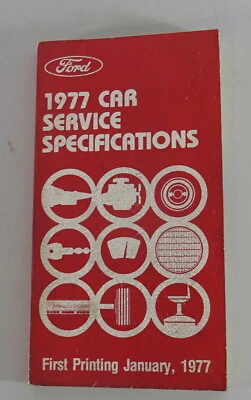 Ford
1977 CAR
SERVICE
SPECIFICATIONS
First Printing January, 1977